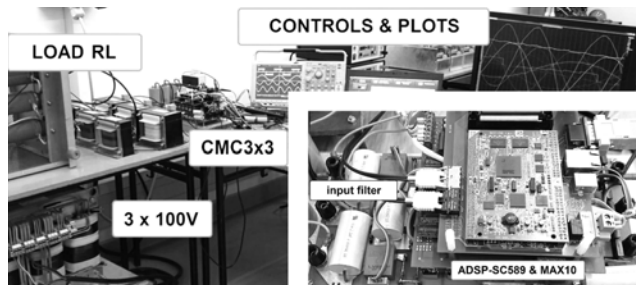 CONTROLS & PLOTS
LOAD RL
CMC3x3
input filter
3 x 100V
ADSP-SC589 & MAX10